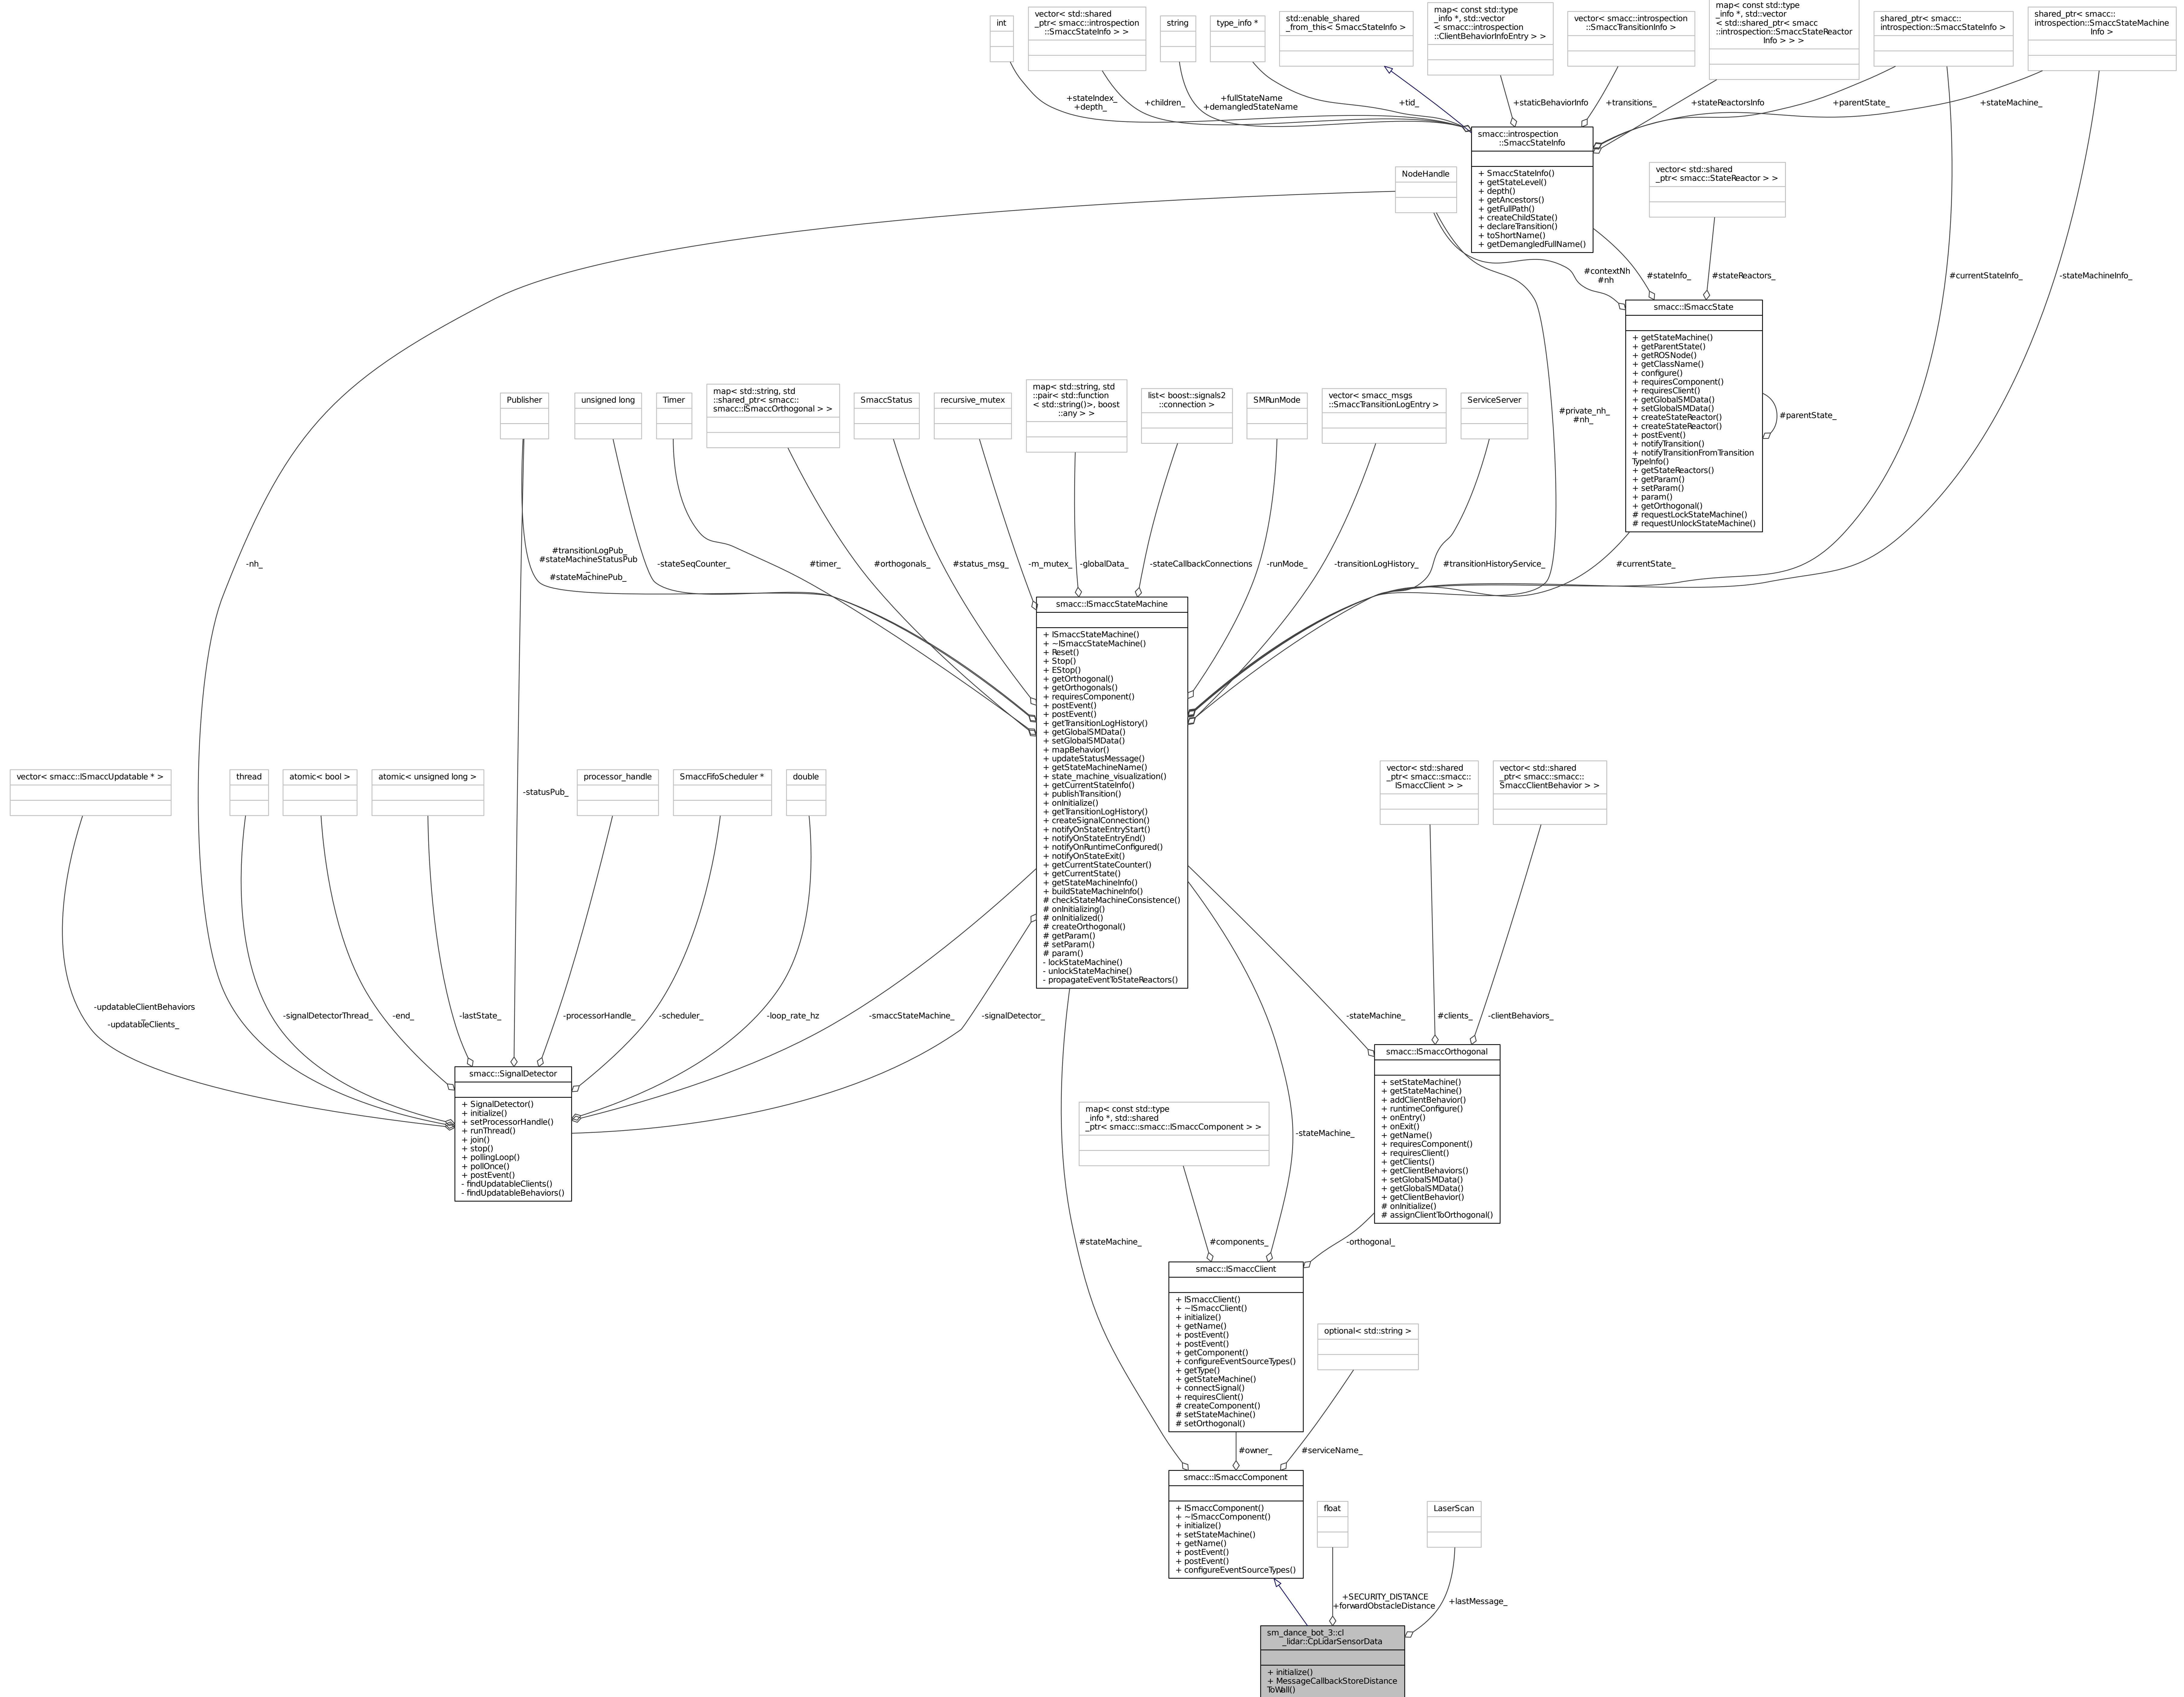 int
vector< std::shared
_ptr< smacc::introspection
::SmaccStateInfo > >
string
type_info *
std::enable_shared
_from_this< SmaccStateInfo >
map< const std::type
_info *, std::vector
< smacc::introspection
::ClientBehaviorInfoEntry > >
vector< smacc::introspection
::SmaccTransitionInfo >
map< const std::type
_info *, std::vector
< std::shared_ptr< smacc
::introspection::SmaccStateReactor
Info > > >
shared_ptr< smacc::
introspection::SmaccStateInfo >
shared_ptr< smacc::
introspection::SmaccStateMachine
Info >
+stateIndex_
+depth_
+children_
+fullStateName
+demangledStateName
+tid_
+staticBehaviorInfo
+transitions_
+stateReactorsInfo
+parentState_
+stateMachine_
smacc::introspection
::SmaccStateInfo
+ SmaccStateInfo()
+ getStateLevel()
+ depth()
+ getAncestors()
+ getFullPath()
+ createChildState()
+ declareTransition()
+ toShortName()
+ getDemangledFullName()
NodeHandle
vector< std::shared
_ptr< smacc::StateReactor > >
#contextNh
#nh
#stateInfo_
#stateReactors_
#currentStateInfo_
-stateMachineInfo_
smacc::ISmaccState
+ getStateMachine()
+ getParentState()
+ getROSNode()
+ getClassName()
+ configure()
+ requiresComponent()
+ requiresClient()
+ getGlobalSMData()
+ setGlobalSMData()
+ createStateReactor()
+ createStateReactor()
+ postEvent()
+ notifyTransition()
+ notifyTransitionFromTransition
TypeInfo()
+ getStateReactors()
+ getParam()
+ setParam()
+ param()
+ getOrthogonal()
# requestLockStateMachine()
# requestUnlockStateMachine()
#parentState_
Publisher
unsigned long
Timer
map< std::string, std
::shared_ptr< smacc::
smacc::ISmaccOrthogonal > >
SmaccStatus
recursive_mutex
map< std::string, std
::pair< std::function
< std::string()>, boost
::any > >
list< boost::signals2
::connection >
SMRunMode
vector< smacc_msgs
::SmaccTransitionLogEntry >
ServiceServer
#private_nh_
#nh_
-nh_
#transitionLogPub_
#stateMachineStatusPub
_
#stateMachinePub_
-stateSeqCounter_
#timer_
#orthogonals_
#status_msg_
-m_mutex_
-globalData_
-stateCallbackConnections
-runMode_
-transitionLogHistory_
#transitionHistoryService_
#currentState_
smacc::ISmaccStateMachine
+ ISmaccStateMachine()
+ ~ISmaccStateMachine()
+ Reset()
+ Stop()
+ EStop()
+ getOrthogonal()
+ getOrthogonals()
+ requiresComponent()
+ postEvent()
+ postEvent()
+ getTransitionLogHistory()
+ getGlobalSMData()
+ setGlobalSMData()
+ mapBehavior()
+ updateStatusMessage()
+ getStateMachineName()
+ state_machine_visualization()
+ getCurrentStateInfo()
+ publishTransition()
+ onInitialize()
+ getTransitionLogHistory()
+ createSignalConnection()
+ notifyOnStateEntryStart()
+ notifyOnStateEntryEnd()
+ notifyOnRuntimeConfigured()
+ notifyOnStateExit()
+ getCurrentStateCounter()
+ getCurrentState()
+ getStateMachineInfo()
+ buildStateMachineInfo()
# checkStateMachineConsistence()
# onInitializing()
# onInitialized()
# createOrthogonal()
# getParam()
# setParam()
# param()
- lockStateMachine()
- unlockStateMachine()
- propagateEventToStateReactors()
vector< smacc::ISmaccUpdatable * >
thread
atomic< bool >
atomic< unsigned long >
-statusPub_
processor_handle
SmaccFifoScheduler *
double
vector< std::shared
_ptr< smacc::smacc::
ISmaccClient > >
vector< std::shared
_ptr< smacc::smacc::
SmaccClientBehavior > >
-updatableClientBehaviors
_
-updatableClients_
-signalDetectorThread_
-end_
-lastState_
-processorHandle_
-scheduler_
-loop_rate_hz
-smaccStateMachine_
-signalDetector_
-stateMachine_
#clients_
-clientBehaviors_
smacc::SignalDetector
+ SignalDetector()
+ initialize()
+ setProcessorHandle()
+ runThread()
+ join()
+ stop()
+ pollingLoop()
+ pollOnce()
+ postEvent()
- findUpdatableClients()
- findUpdatableBehaviors()
smacc::ISmaccOrthogonal
+ setStateMachine()
+ getStateMachine()
+ addClientBehavior()
+ runtimeConfigure()
+ onEntry()
+ onExit()
+ getName()
+ requiresComponent()
+ requiresClient()
+ getClients()
+ getClientBehaviors()
+ setGlobalSMData()
+ getGlobalSMData()
+ getClientBehavior()
# onInitialize()
# assignClientToOrthogonal()
map< const std::type
_info *, std::shared
_ptr< smacc::smacc::ISmaccComponent > >
-stateMachine_
#stateMachine_
#components_
-orthogonal_
smacc::ISmaccClient
+ ISmaccClient()
+ ~ISmaccClient()
+ initialize()
+ getName()
+ postEvent()
+ postEvent()
+ getComponent()
+ configureEventSourceTypes()
+ getType()
+ getStateMachine()
+ connectSignal()
+ requiresClient()
# createComponent()
# setStateMachine()
# setOrthogonal()
optional< std::string >
#owner_
#serviceName_
smacc::ISmaccComponent
+ ISmaccComponent()
+ ~ISmaccComponent()
+ initialize()
+ setStateMachine()
+ getName()
+ postEvent()
+ postEvent()
+ configureEventSourceTypes()
float
LaserScan
+SECURITY_DISTANCE
+forwardObstacleDistance
+lastMessage_
sm_dance_bot_3::cl
_lidar::CpLidarSensorData
+ initialize()
+ MessageCallbackStoreDistance
ToWall()